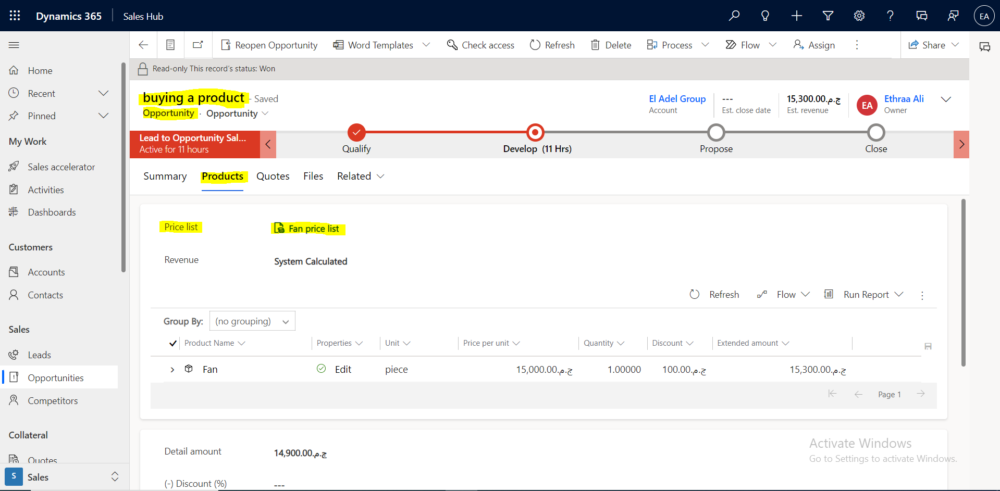 Dynamics 365 Sales Hub EA
Reopen Opportunity Word Templates Check access Refresh Delete Process Flow Assign Share
Read-only This record's status: Won
Home
Recent
Pinned
My Work
Sales accelerator
Activities
Dashboards
Customers
Accounts
Contacts
Sales
Leads
Opportunities
Competitors
Collateral
Quotes
S Sales
buying a product - Saved
Opportunity · Opportunity
El Adel Group
Account
---
Est. close date
ج.م.15,300.00
Est. revenue
EA
Ethraa Ali
Owner
Lead to Opportunity Sal...
Active for 11 hours
Qualify
Develop (11 Hrs)
Propose
Close
Summary Products Quotes Files Related
Price list Fan price list
Revenue System Calculated
Refresh Flow Run Report
Group By: (no grouping)
Product Name Properties Unit Price per unit Quantity Discount Extended amount
Fan Edit piece ج.م.15,000.00 1.00000 ج.م.100.00 ج.م.15,300.00
Page 1
Detail amount ج.م.14,900.00
(-) Discount (%) ---
Activate Windows
Go to Settings to activate Windows.